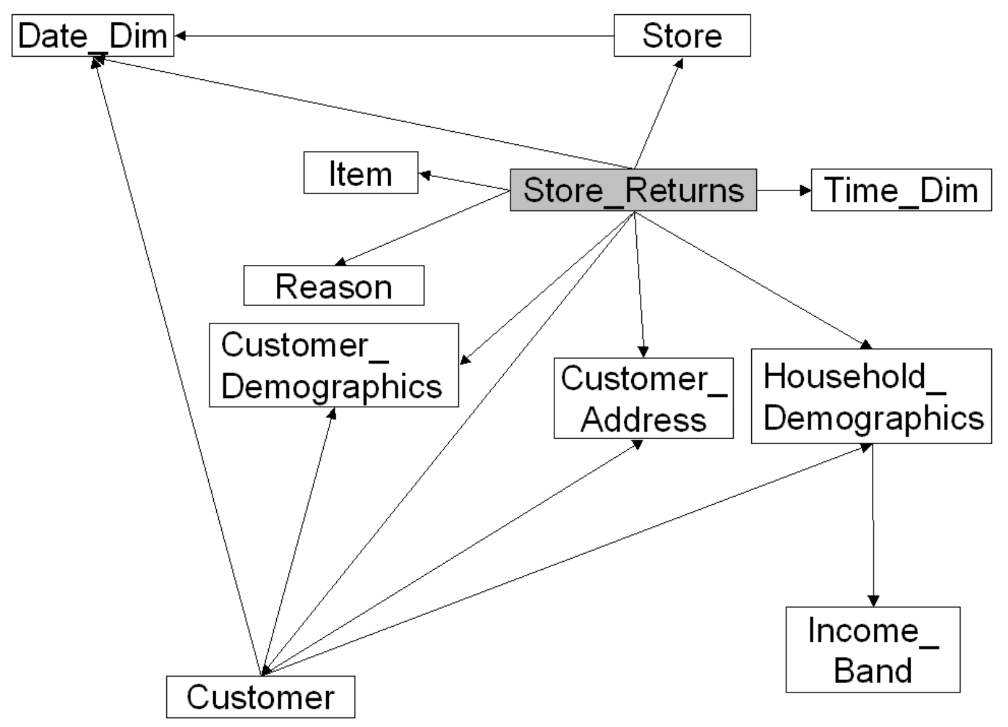 Date_Dim
Store
Item
Store_Returns
Time_Dim
Reason
Customer_
Demographics
Customer_
Address
Household_
Demographics
Income_
Band
Customer